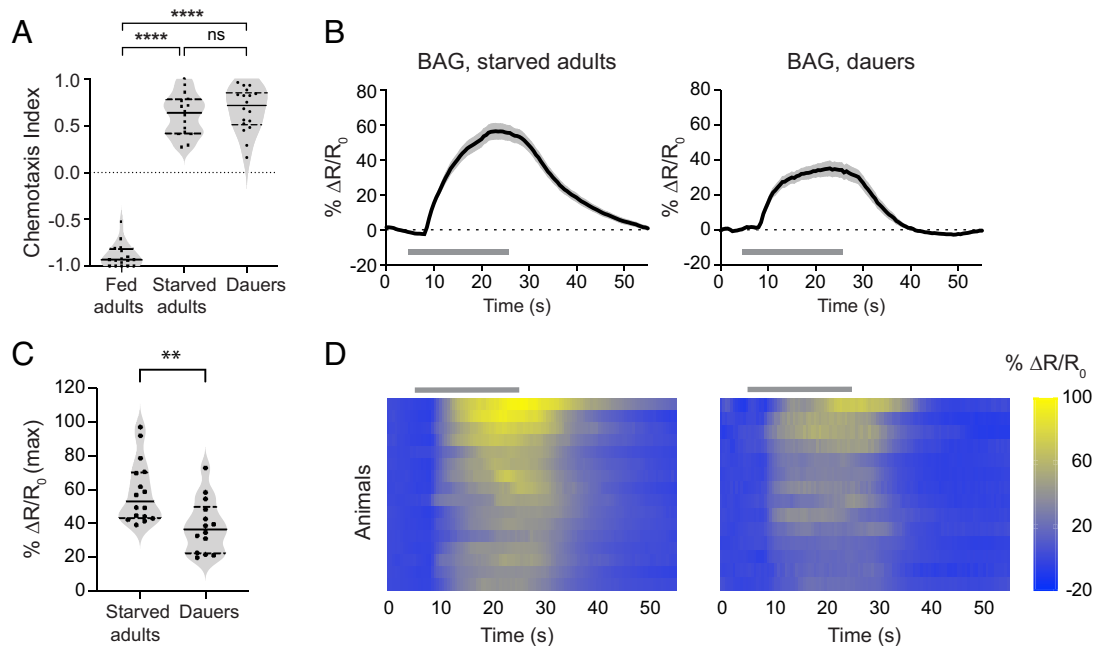 A
****
****
ns
Chemotaxis Index
1.0
0.5
0.0
-0.5
-1.0
Fed
adults
Starved
adults
Dauers
B
BAG, starved adults
% ΔR/R0
80
60
40
20
0
-20
0 10 20 30 40 50
Time (s)
BAG, dauers
% ΔR/R0
80
60
40
20
0
-20
0 10 20 30 40 50
Time (s)
C
**
% ΔR/R0 (max)
120
100
80
60
40
20
0
Starved
adults
Dauers
D
Animals
0 10 20 30 40 50
Time (s)
0 10 20 30 40 50
Time (s)
% ΔR/R0
100
60
20
-20